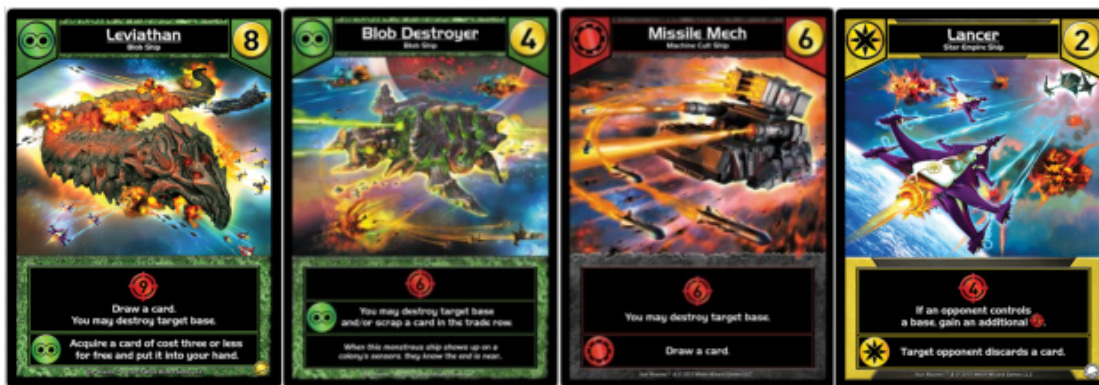 Leviathan
Blob Ship
8
9
Draw a card.
You may destroy target base.
Acquire a card of cost three or less
for free and put it into your hand.
Blob Destroyer
Blob Ship
4
6
You may destroy target base
and/or scrap a card in the trade row.
When this monstrous ship shows up on a
colony's sensors, they know the end is near.
Missile Mech
Machine Cult Ship
6
6
You may destroy target base.
Draw a card.
Lancer
Star Empire Ship
2
4
If an opponent controls
a base, gain an additional
Target opponent discards a card.